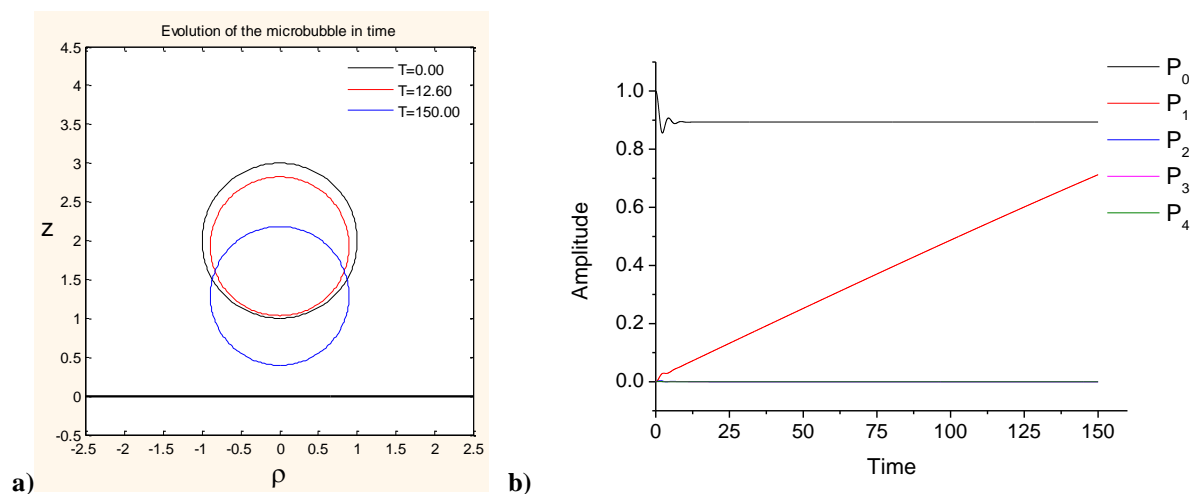 Evolution of the microbubble in time
4.5
4
3.5
3
2.5
2
1.5
1
0.5
0
-0.5
z
T=0.00
T=12.60
T=150.00
-2.5 -2 -1.5 -1 -0.5 0 0.5 1 1.5 2 2.5
ρ
a)
1.0
0.8
0.6
0.4
0.2
0.0
Amplitude
0 25 50 75 100 125 150
Time
P0
P1
P2
P3
P4
b)